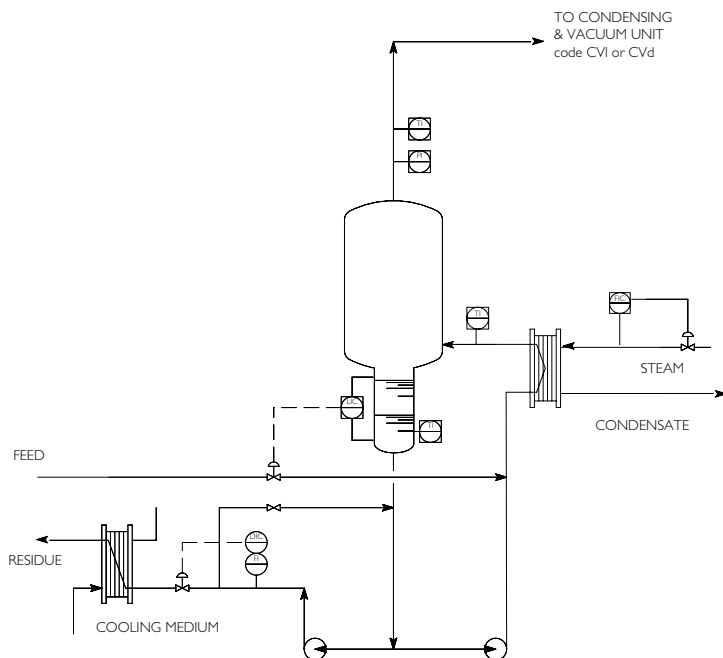 TO CONDENSING
& VACUUM UNIT
code CVI or CVd
TI
PI
TI
FIC
STEAM
LIC
TI
CONDENSATE
FEED
DIC
FI
RESIDUE
COOLING MEDIUM